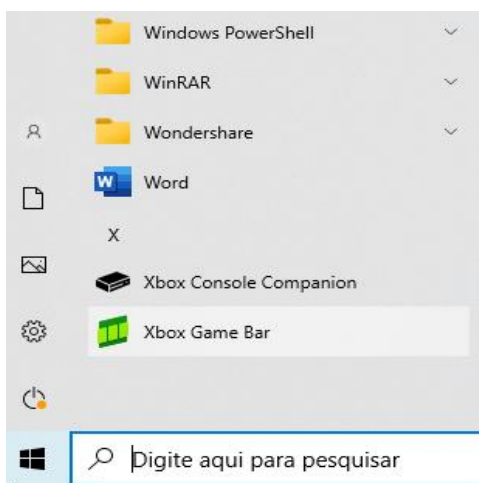 Windows PowerShell
WinRAR
Wondershare
W Word
X
Xbox Console Companion
Xbox Game Bar
Digite aqui para pesquisar